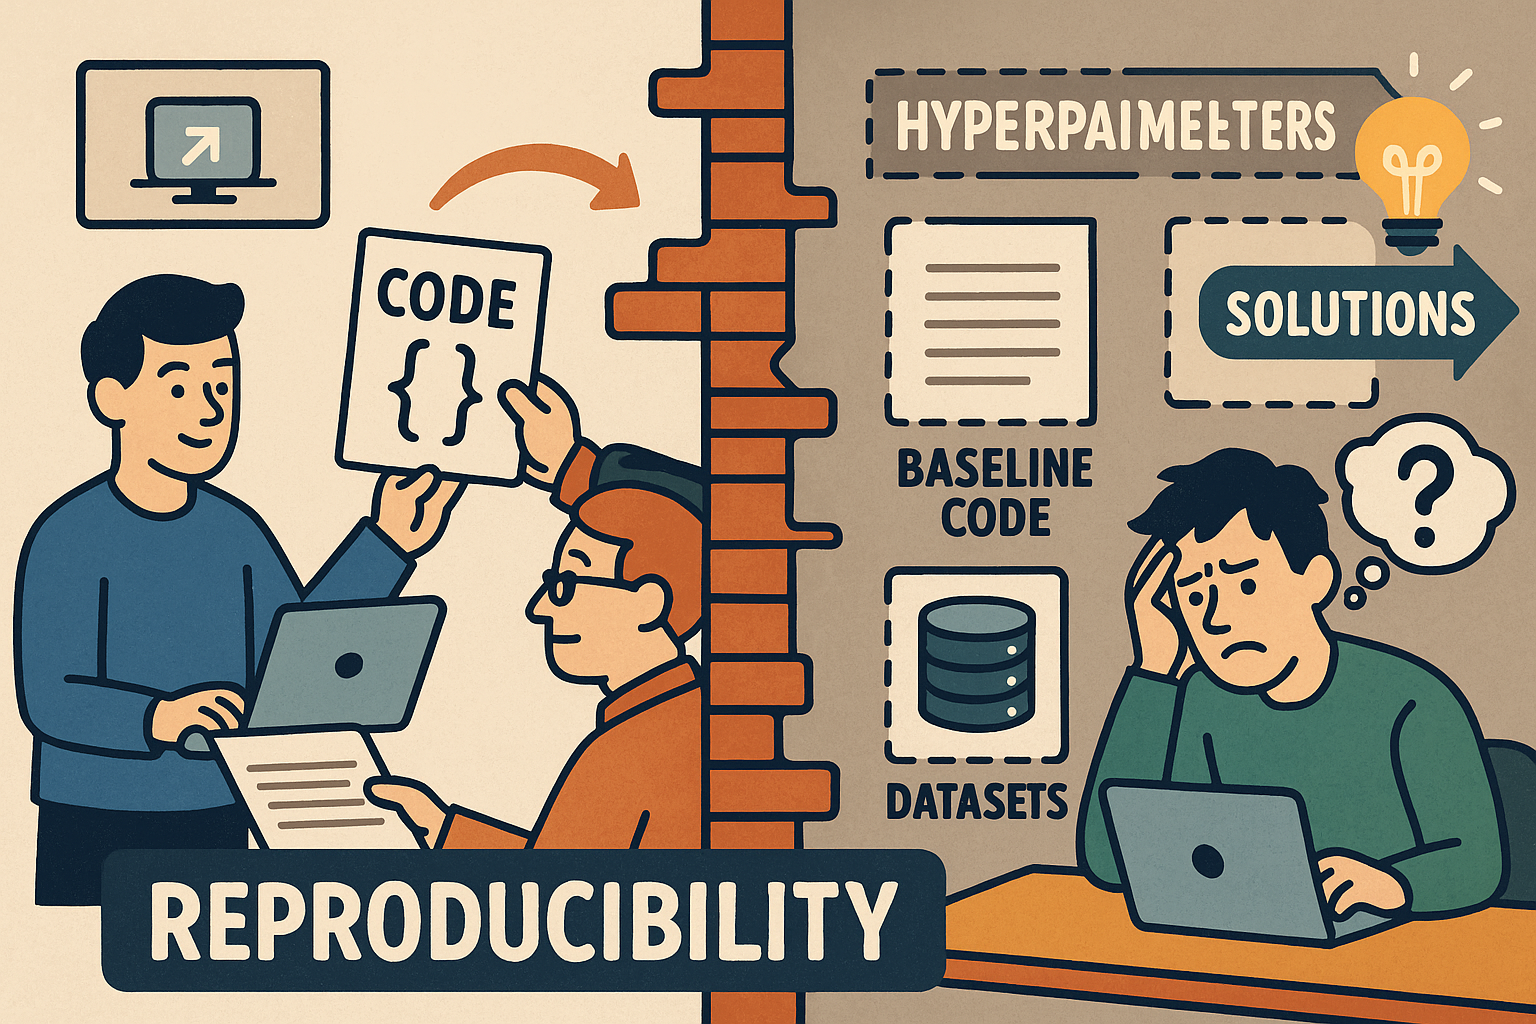 CODE
{ }
HYPERPAIMELTERS
SOLUTIONS
BASELINE
CODE
?
DATASETS
REPRODUCIBILITY